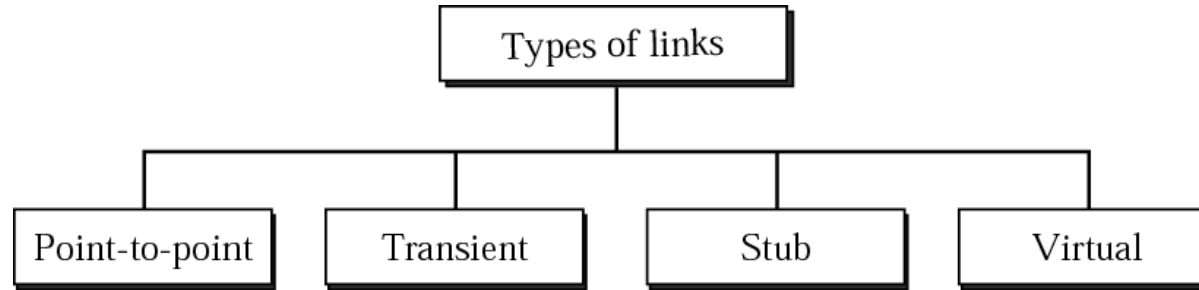 Types of links
Point-to-point
Transient
Stub
Virtual